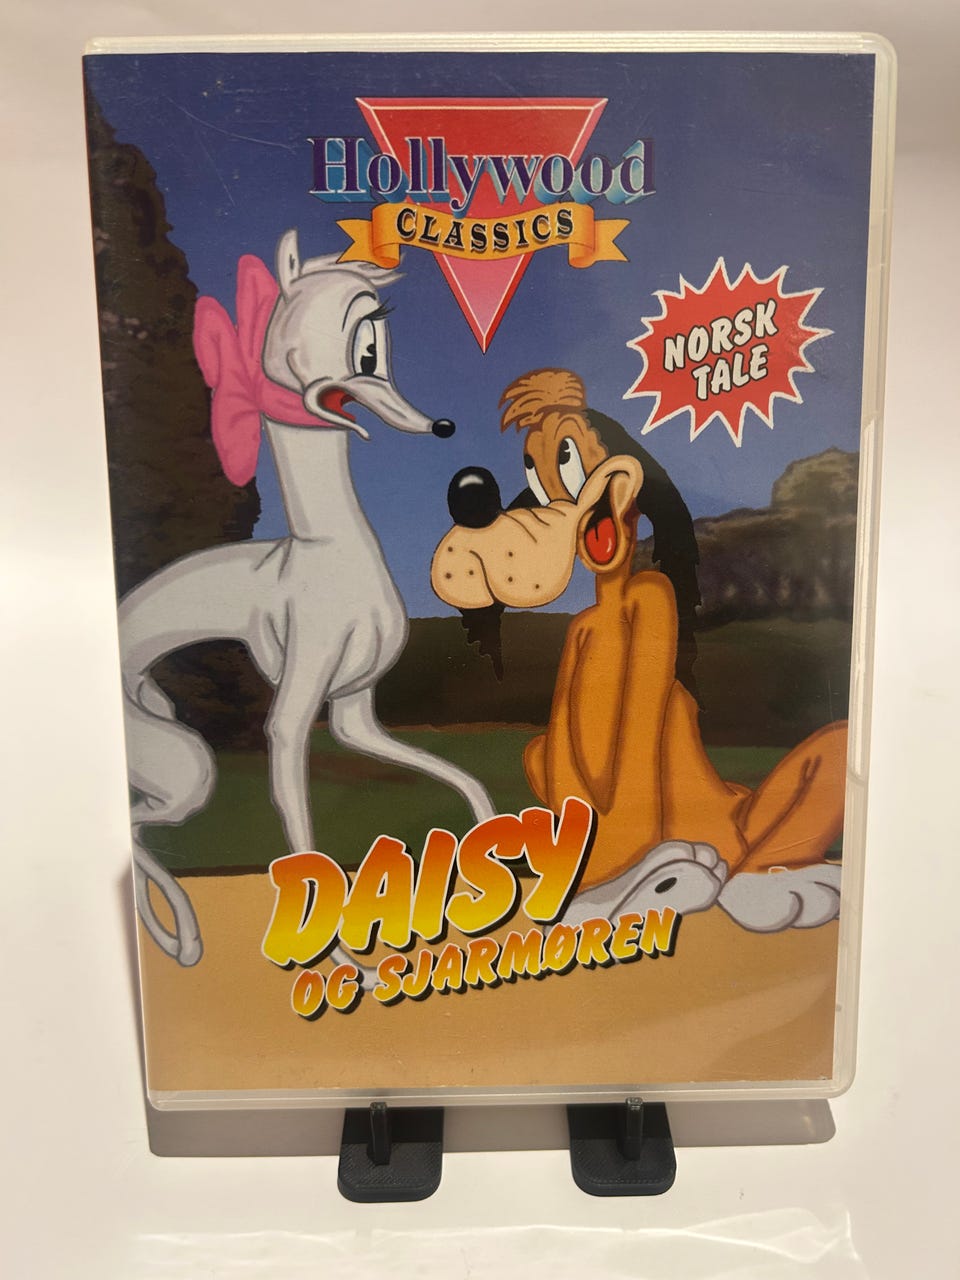 Hollywood
CLASSICS
NORSK
TALE
DAISY
OG SJARMØREN